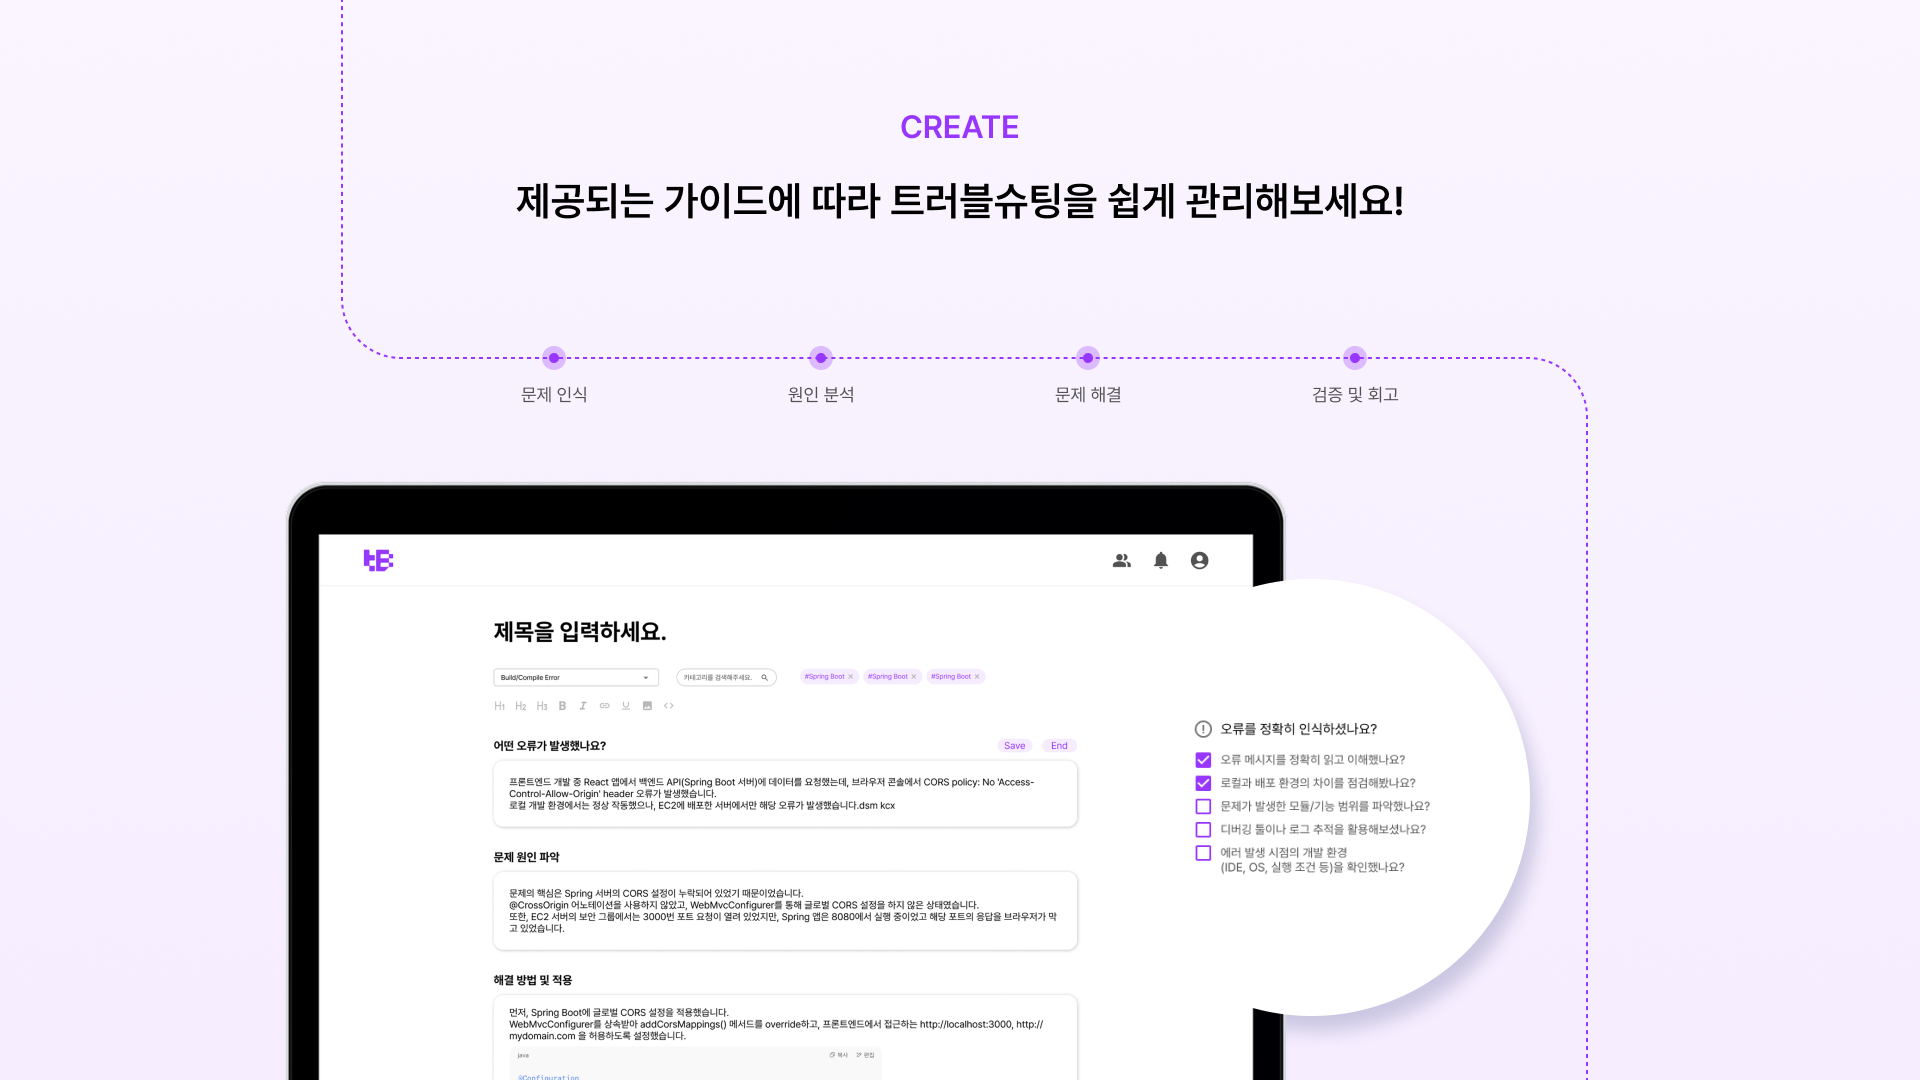 CREATE
제공되는 가이드에 따라 트러블슈팅을 쉽게 관리해보세요!
문제 인식
원인 분석
문제 해결
검증 및 회고
tB
제목을 입력하세요.
Build/Compile Error
카테고리를 검색해주세요.
#Spring Boot ×
#Spring Boot ×
#Spring Boot ×
H1 H2 H3 B I U <>
어떤 오류가 발생했나요?
Save
End
프론트엔드 개발 중 React 앱에서 백엔드 API(Spring Boot 서버)에 데이터를 요청했는데, 브라우저 콘솔에서 CORS policy: No 'Access-
Control-Allow-Origin' header 오류가 발생했습니다.
로컬 개발 환경에서는 정상 작동했으나, EC2에 배포한 서버에서만 해당 오류가 발생했습니다.dsm kcx
문제 원인 파악
문제의 핵심은 Spring 서버의 CORS 설정이 누락되어 있었기 때문이었습니다.
@CrossOrigin 어노테이션을 사용하지 않았고, WebMvcConfigurer를 통해 글로벌 CORS 설정을 하지 않은 상태였습니다.
또한, EC2 서버의 보안 그룹에서는 3000번 포트 요청이 열려 있었지만, Spring 앱은 8080에서 실행 중이었고 해당 포트의 응답을 브라우저가 막
고 있었습니다.
해결 방법 및 적용
먼저, Spring Boot에 글로벌 CORS 설정을 적용했습니다.
WebMvcConfigurer를 상속받아 addCorsMappings() 메서드를 override하고, 프론트엔드에서 접근하는 http://localhost:3000, http://
mydomain.com 을 허용하도록 설정했습니다.
java
복사
편집
@Configuration
오류를 정확히 인식하셨나요?
오류 메시지를 정확히 읽고 이해했나요?
로컬과 배포 환경의 차이를 점검해봤나요?
문제가 발생한 모듈/기능 범위를 파악했나요?
디버깅 툴이나 로그 추적을 활용해보셨나요?
에러 발생 시점의 개발 환경
(IDE, OS, 실행 조건 등)을 확인했나요?